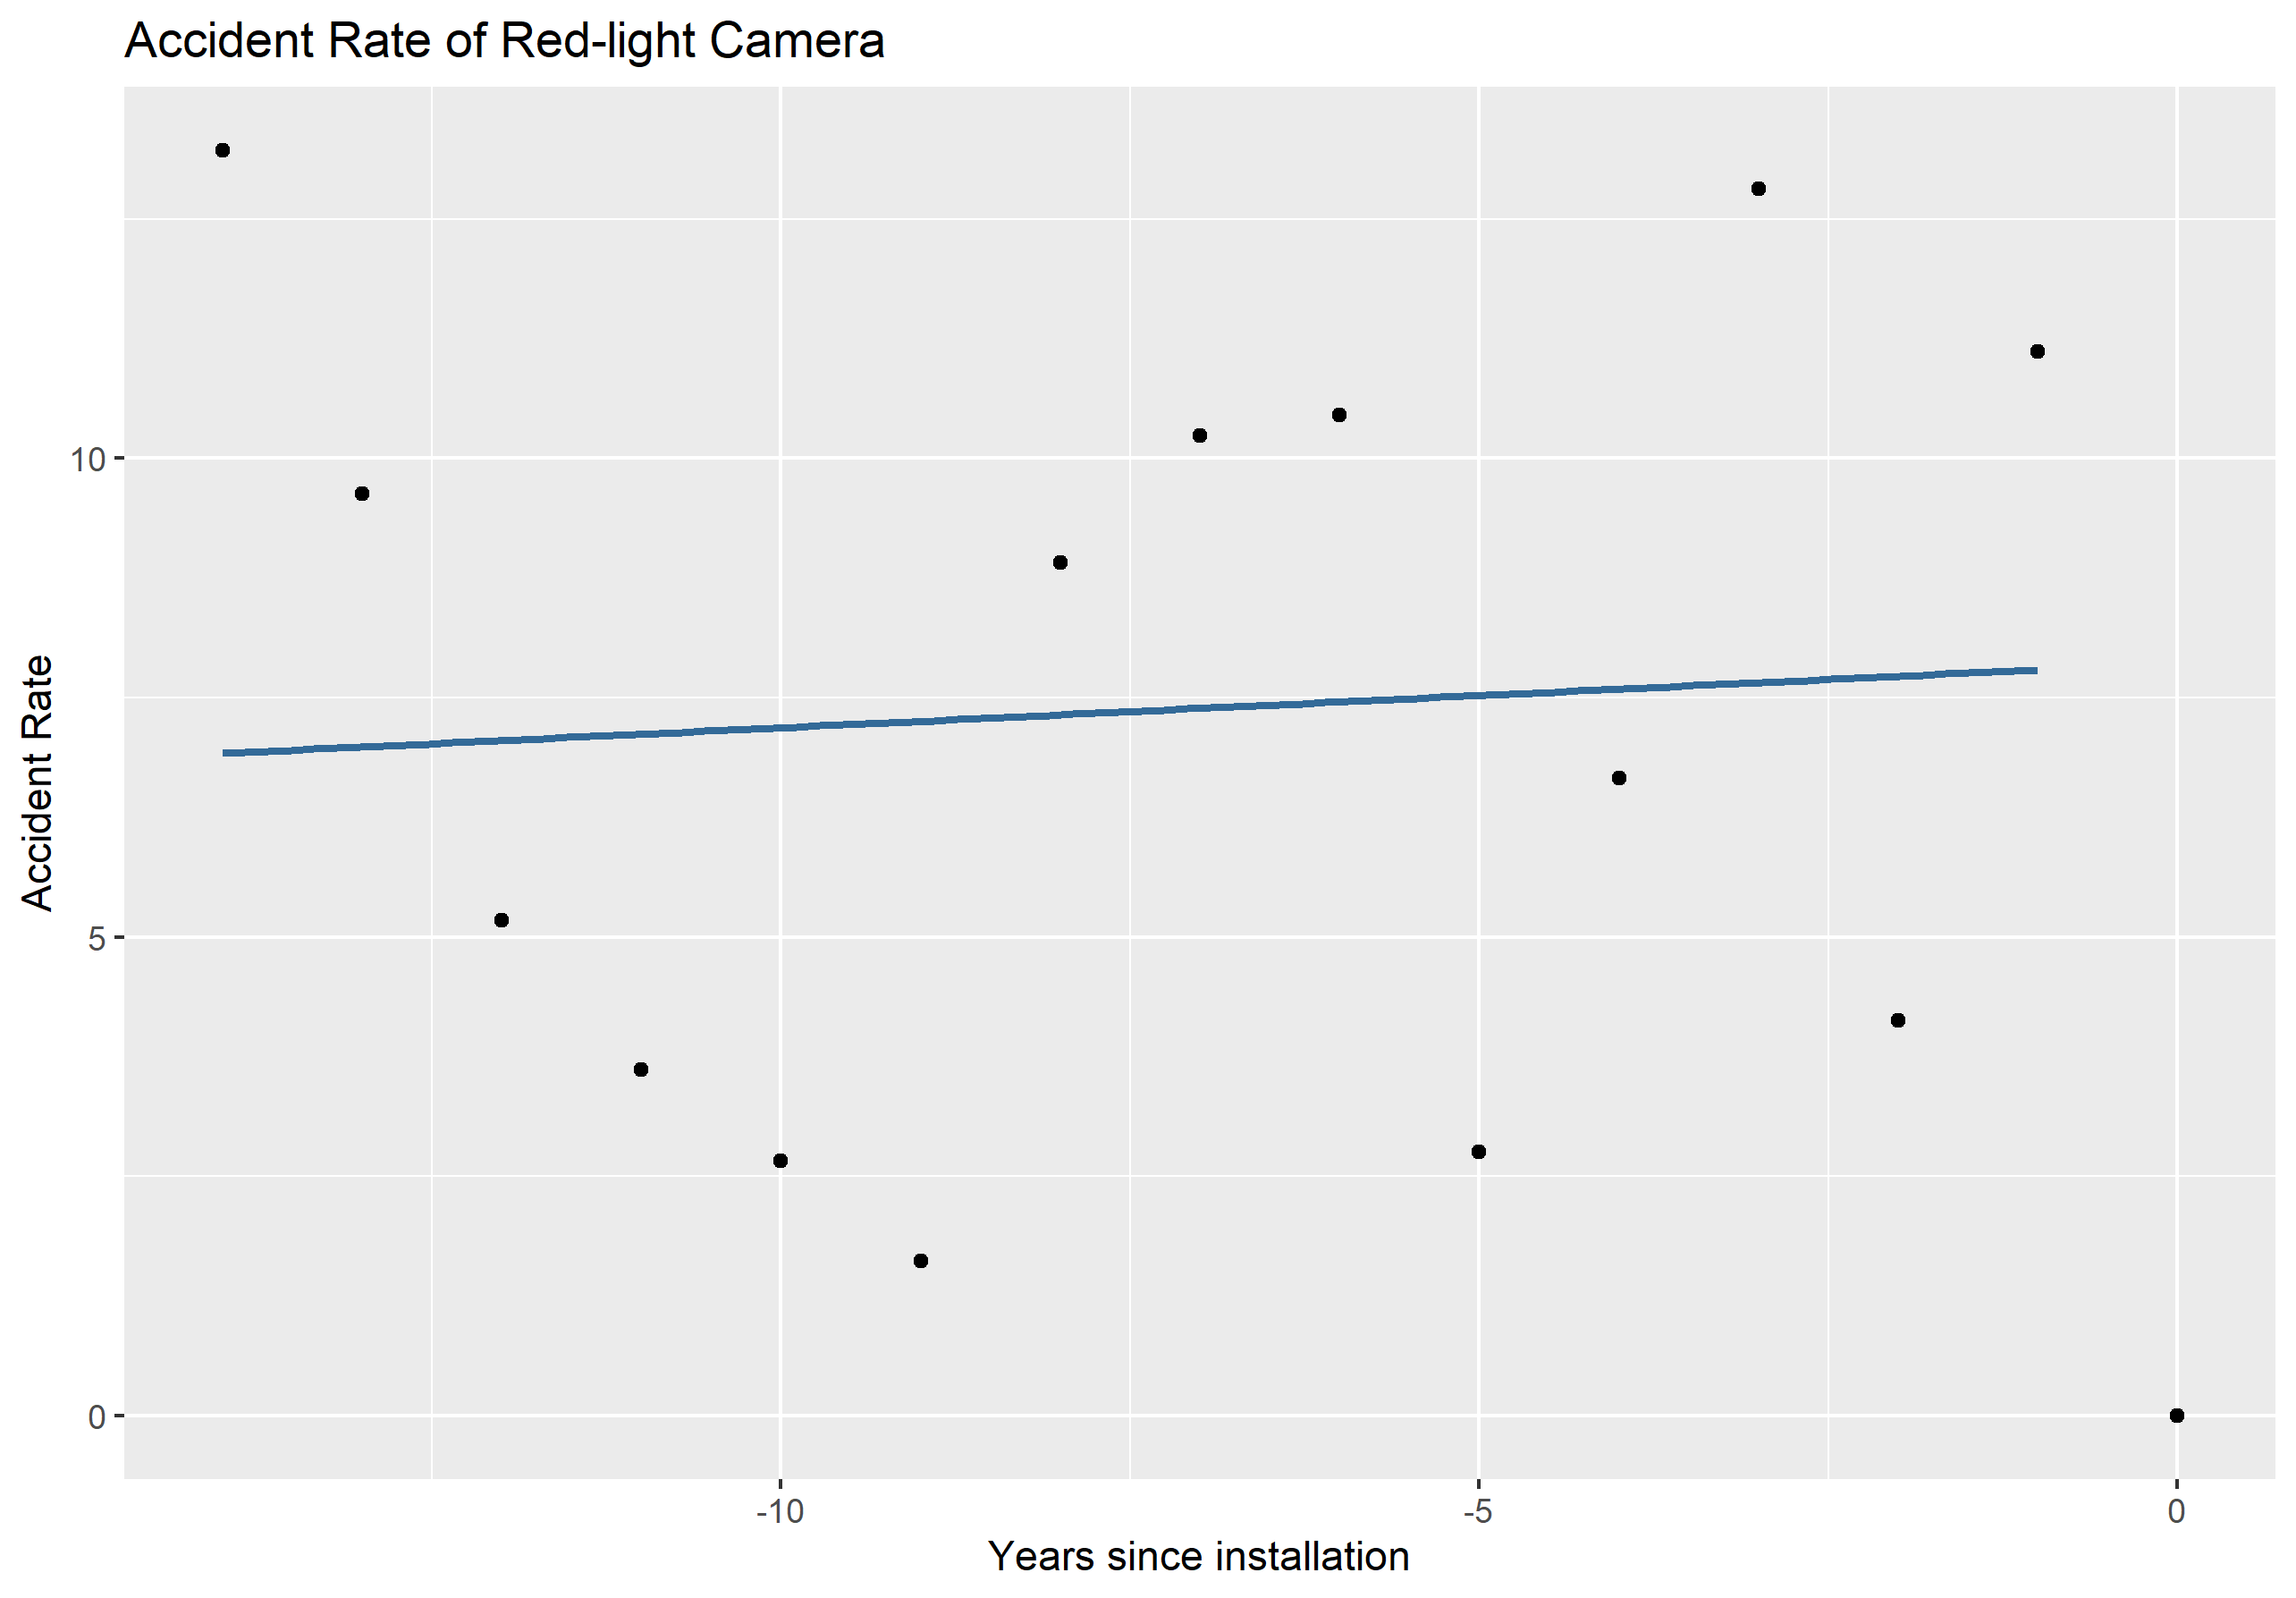 Accident Rate of Red-light Camera
Accident Rate
10
5
0
-10
-5
0
Years since installation